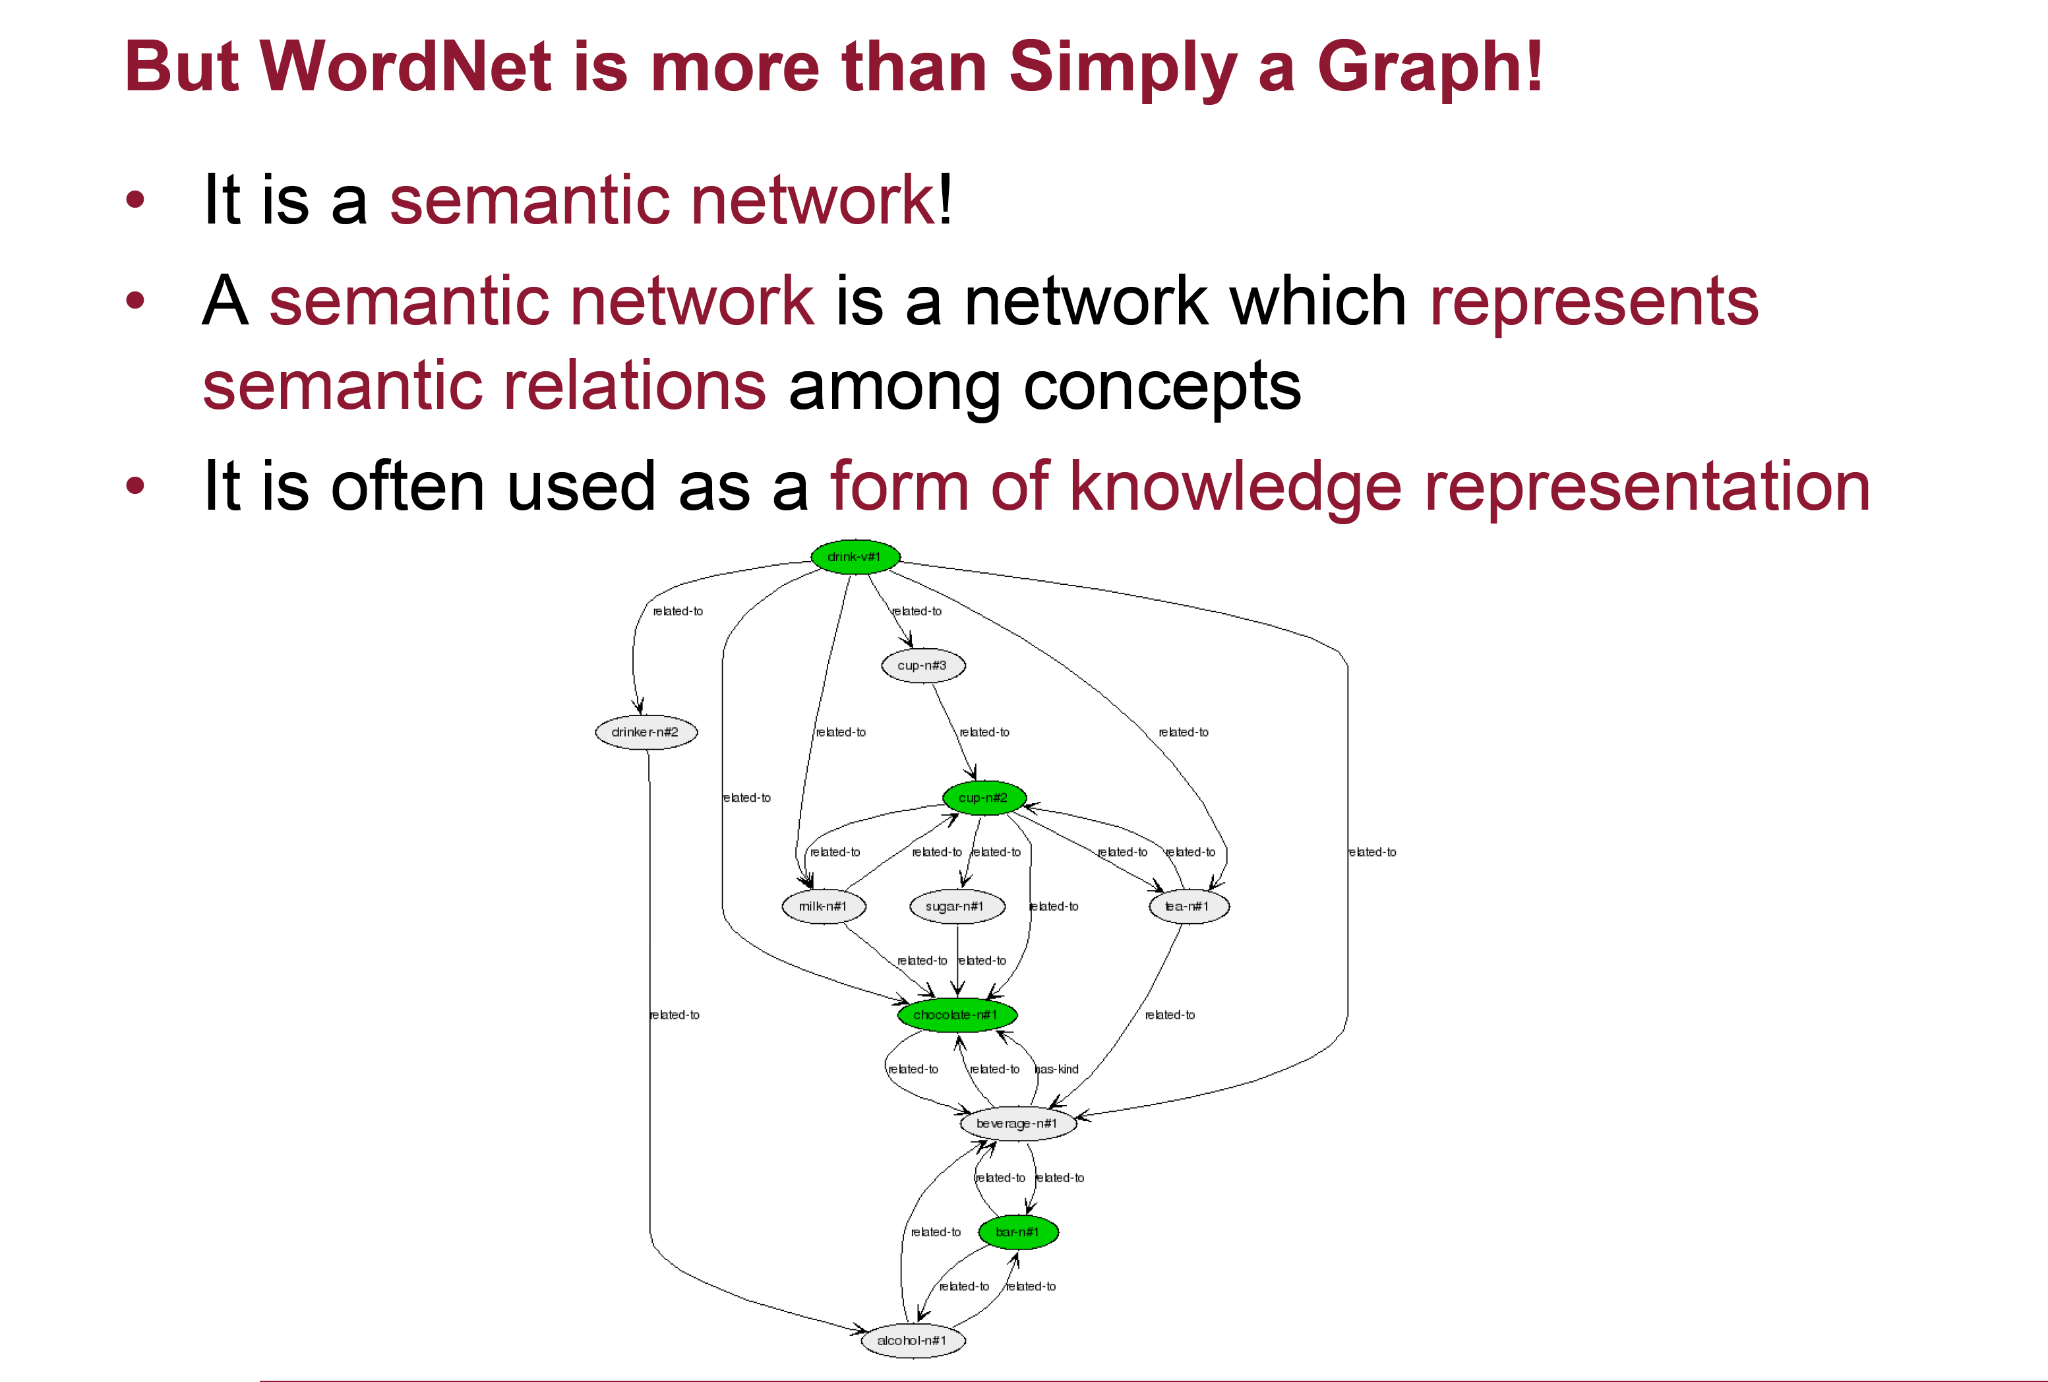 But WordNet is more than Simply a Graph!
• It is a semantic network!
• A semantic network is a network which represents
semantic relations among concepts
• It is often used as a form of knowledge representation
drink-v#1
related-to
related-to
cup-n#3
drinker-n#2
related-to
related-to
related-to
related-to
cup-n#2
related-to
related-to
related-to
related-to
related-to
related-to
milk-n#1
sugar-n#1
related-to
tea-n#1
related-to
related-to
related-to
chocolate-n#1
related-to
related-to
related-to
has-kind
beverage-n#1
related-to
related-to
related-to
bar-n#1
related-to
related-to
alcohol-n#1